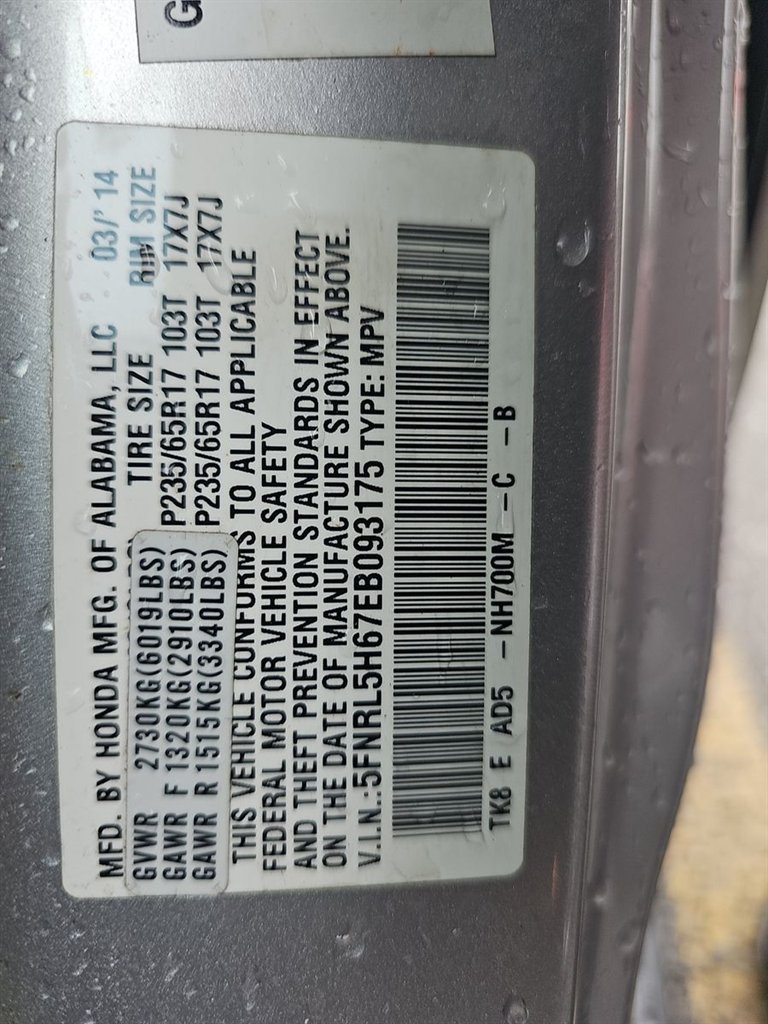 G
MFD. BY HONDA MFG. OF ALABAMA, LLC 03/'14
TIRE SIZE RIM SIZE
GVWR 2730KG(6019LBS)
GAWR F 1320KG(2910LBS) P235/65R17 103T 17X7J
GAWR R 1515KG(3340LBS) P235/65R17 103T 17X7J
THIS VEHICLE CONFORMS TO ALL APPLICABLE
FEDERAL MOTOR VEHICLE SAFETY
AND THEFT PREVENTION STANDARDS IN EFFECT
ON THE DATE OF MANUFACTURE SHOWN ABOVE.
V.I.N.:5FNRL5H67EB093175 TYPE: MPV
TK8 E AD5 -NH700M -C -B